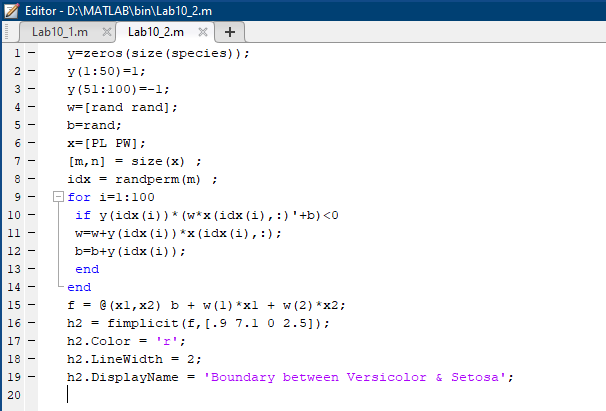 Editor - D:\MATLAB\bin\Lab10_2.m
Lab10_1.m Lab10_2.m +
1 y=zeros(size(species));
2 y(1:50)=1;
3 y(51:100)=-1;
4 w=[rand rand];
5 b=rand;
6 x=[PL PW];
7 [m,n] = size(x) ;
8 idx = randperm(m) ;
9 for i=1:100
10 if y(idx(i))*(w*x(idx(i),:)'+b)<0
11 w=w+y(idx(i))*x(idx(i),:);
12 b=b+y(idx(i));
13 end
14 end
15 f = @(x1,x2) b + w(1)*x1 + w(2)*x2;
16 h2 = fimplicit(f,[.9 7.1 0 2.5]);
17 h2.Color = 'r';
18 h2.LineWidth = 2;
19 h2.DisplayName = 'Boundary between Versicolor & Setosa';
20